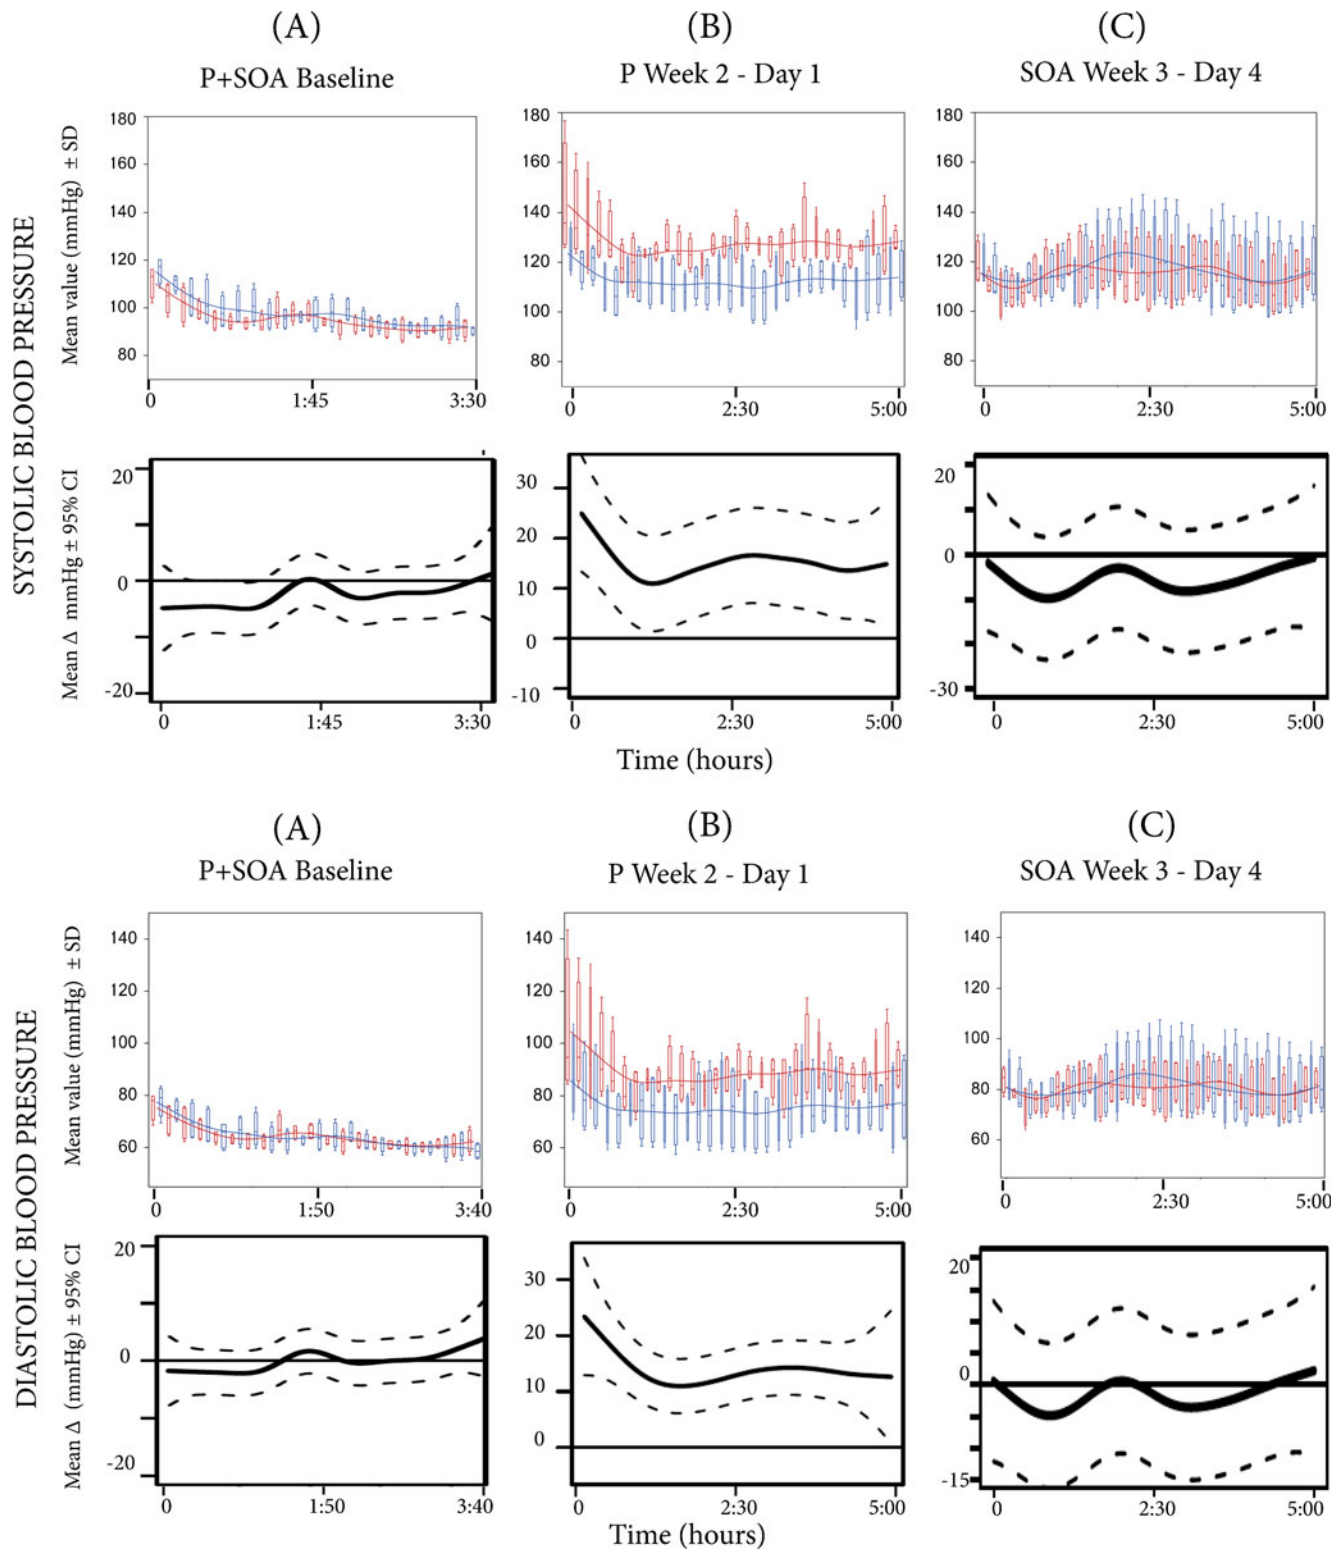 (A) (B) (C)
P+SOA Baseline P Week 2 - Day 1 SOA Week 3 - Day 4
SYSTOLIC BLOOD PRESSURE
Mean value (mmHg) ± SD
180 160 140 120 100 80
0 1:45 3:30
180 160 140 120 100 80
0 2:30 5:00
180 160 140 120 100 80
0 2:30 5:00
Mean Δ mmHg ± 95% CI
20 0 -20
0 1:45 3:30
30 20 10 0 -10
0 2:30 5:00
20 0 -30
0 2:30 5:00
Time (hours)
(A) (B) (C)
P+SOA Baseline P Week 2 - Day 1 SOA Week 3 - Day 4
DIASTOLIC BLOOD PRESSURE
Mean value (mmHg) ± SD
140 120 100 80 60
0 1:50 3:40
140 120 100 80 60
0 2:30 5:00
140 120 100 80 60
0 2:30 5:00
Mean Δ (mmHg) ± 95% CI
20 0 -20
0 1:50 3:40
30 20 10 0
0 2:30 5:00
20 0 -15
0 2:30 5:00
Time (hours)